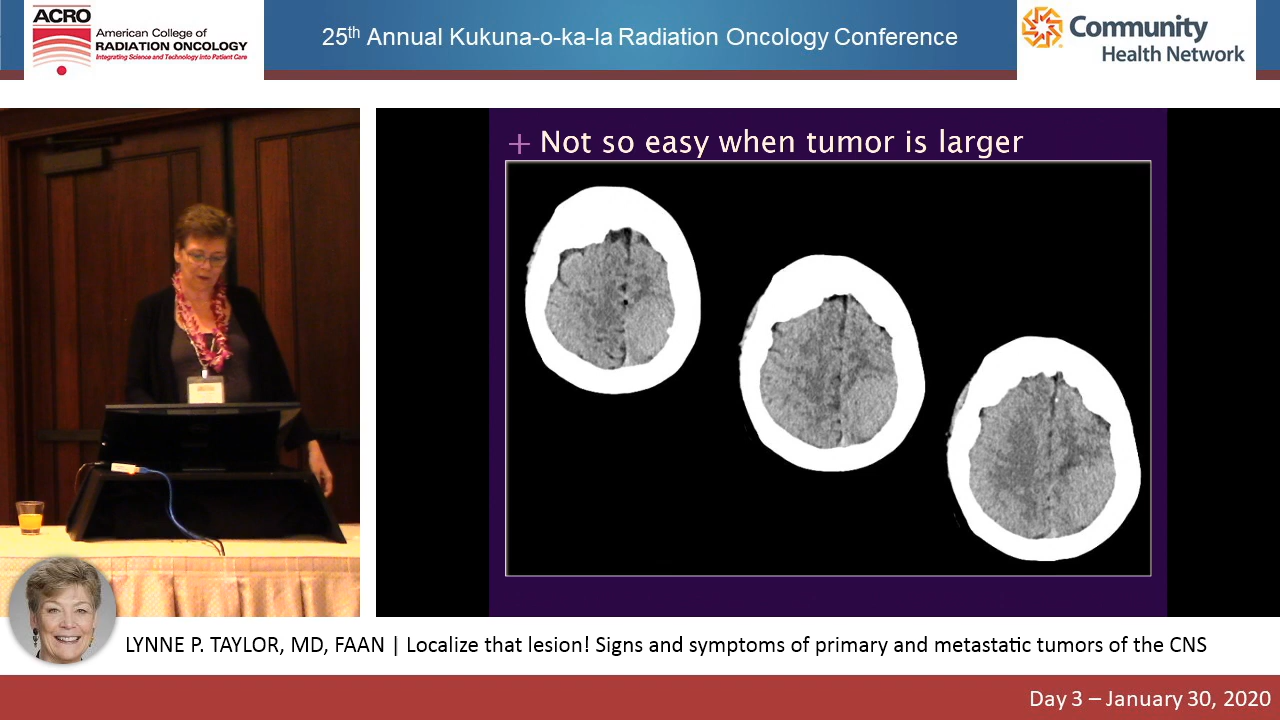 ACRO
American College of
RADIATION ONCOLOGY
Integrating Science and Technology into Patient Care
25th Annual Kukuna-o-ka-la Radiation Oncology Conference
Community
Health Network
+ Not so easy when tumor is larger
LYNNE P. TAYLOR, MD, FAAN | Localize that lesion! Signs and symptoms of primary and metastatic tumors of the CNS
Day 3 – January 30, 2020